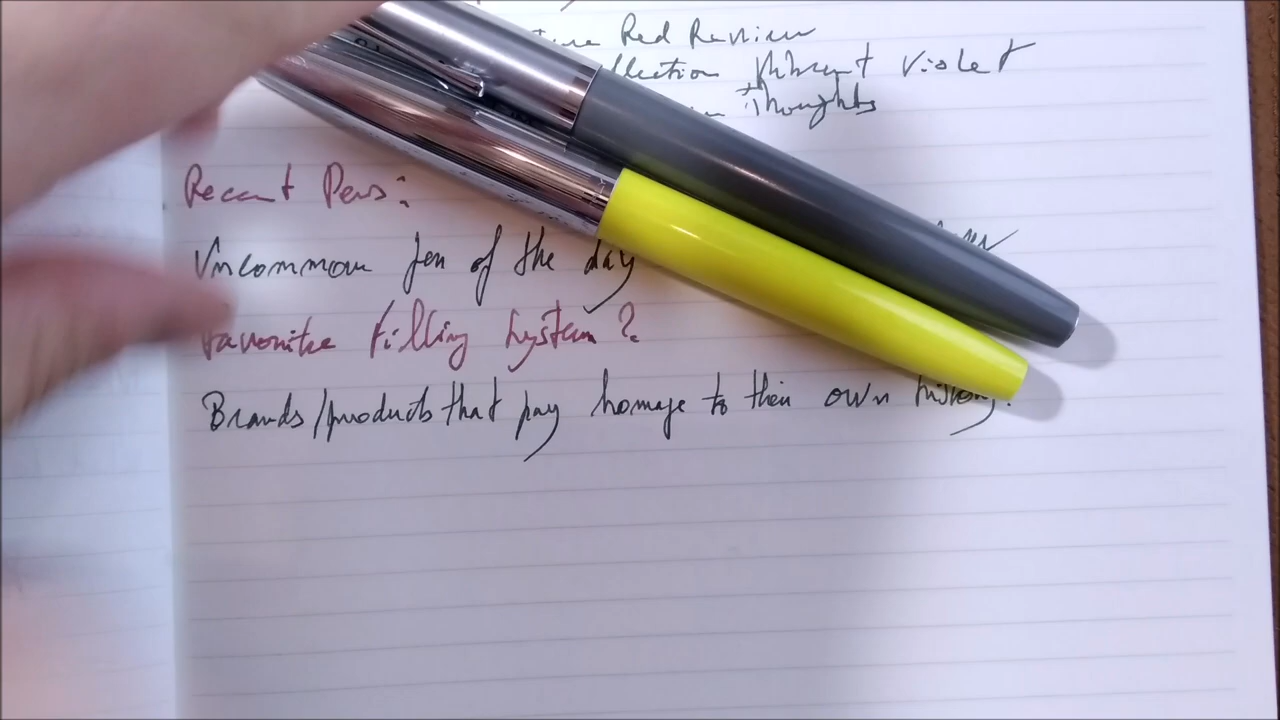 Red Review
Vibrant Violet
Thoughts
Recent Pens:
Uncommon Pen of the day
Favorite Filling System?
Brands/products that pay homage to their own history?